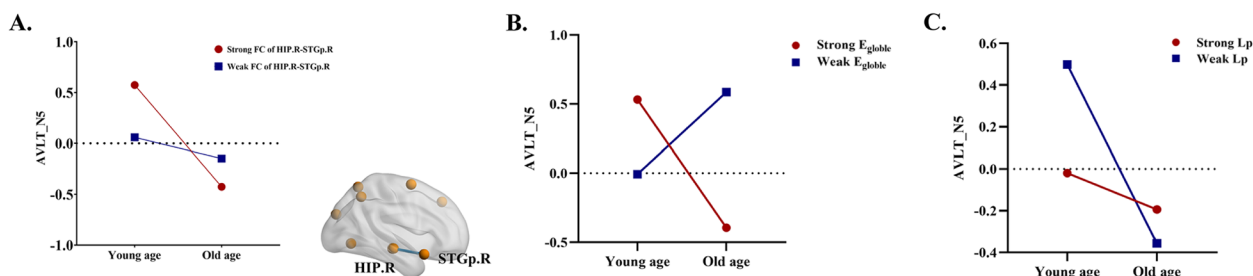 A.
1.0
0.5
0.0
-0.5
-1.0
AVLT_N5
Young age
Old age
Strong FC of HIP.R-STGp.R
Weak FC of HIP.R-STGp.R
HIP.R
STGp.R
B.
1.0
0.5
0.0
-0.5
AVLT_N5
Young age
Old age
Strong E_globle
Weak E_globle
C.
0.6
0.4
0.2
0.0
-0.2
-0.4
AVLT_N5
Young age
Old age
Strong Lp
Weak Lp